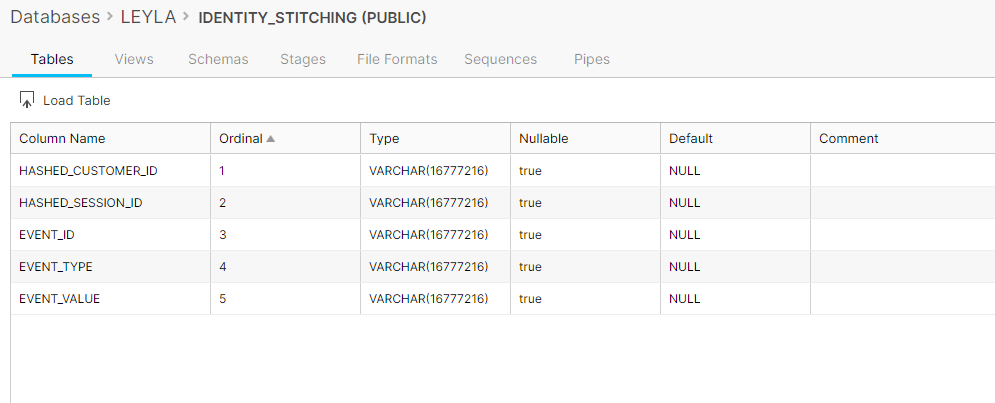 Databases > LEYLA > IDENTITY_STITCHING (PUBLIC)
Tables Views Schemas Stages File Formats Sequences Pipes
Load Table
Column Name Ordinal Type Nullable Default Comment
HASHED_CUSTOMER_ID 1 VARCHAR(16777216) true NULL
HASHED_SESSION_ID 2 VARCHAR(16777216) true NULL
EVENT_ID 3 VARCHAR(16777216) true NULL
EVENT_TYPE 4 VARCHAR(16777216) true NULL
EVENT_VALUE 5 VARCHAR(16777216) true NULL